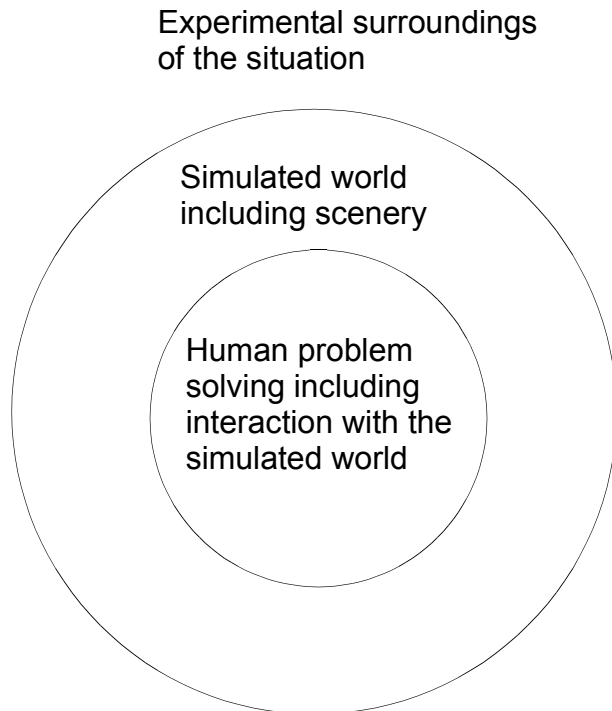 Experimental surroundings
of the situation
Simulated world
including scenery
Human problem
solving including
interaction with the
simulated world